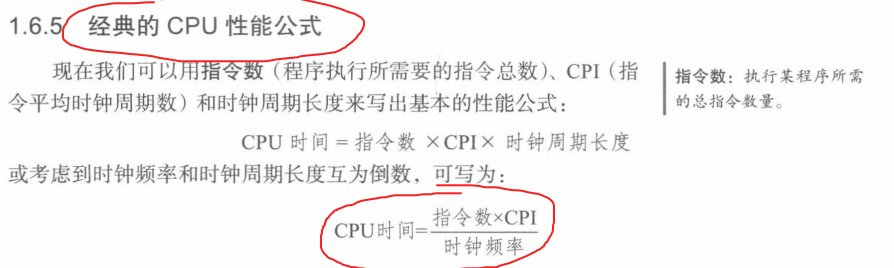 1.6.5 经典的 CPU 性能公式
现在我们可以用指令数（程序执行所需要的指令总数）、CPI（指
令平均时钟周期数）和时钟周期长度来写出基本的性能公式：
CPU 时间 = 指令数 ×CPI× 时钟周期长度
或考虑到时钟频率和时钟周期长度互为倒数，可写为：
CPU时间=指令数×CPI
时钟频率
指令数：执行某程序所需
的总指令数量。